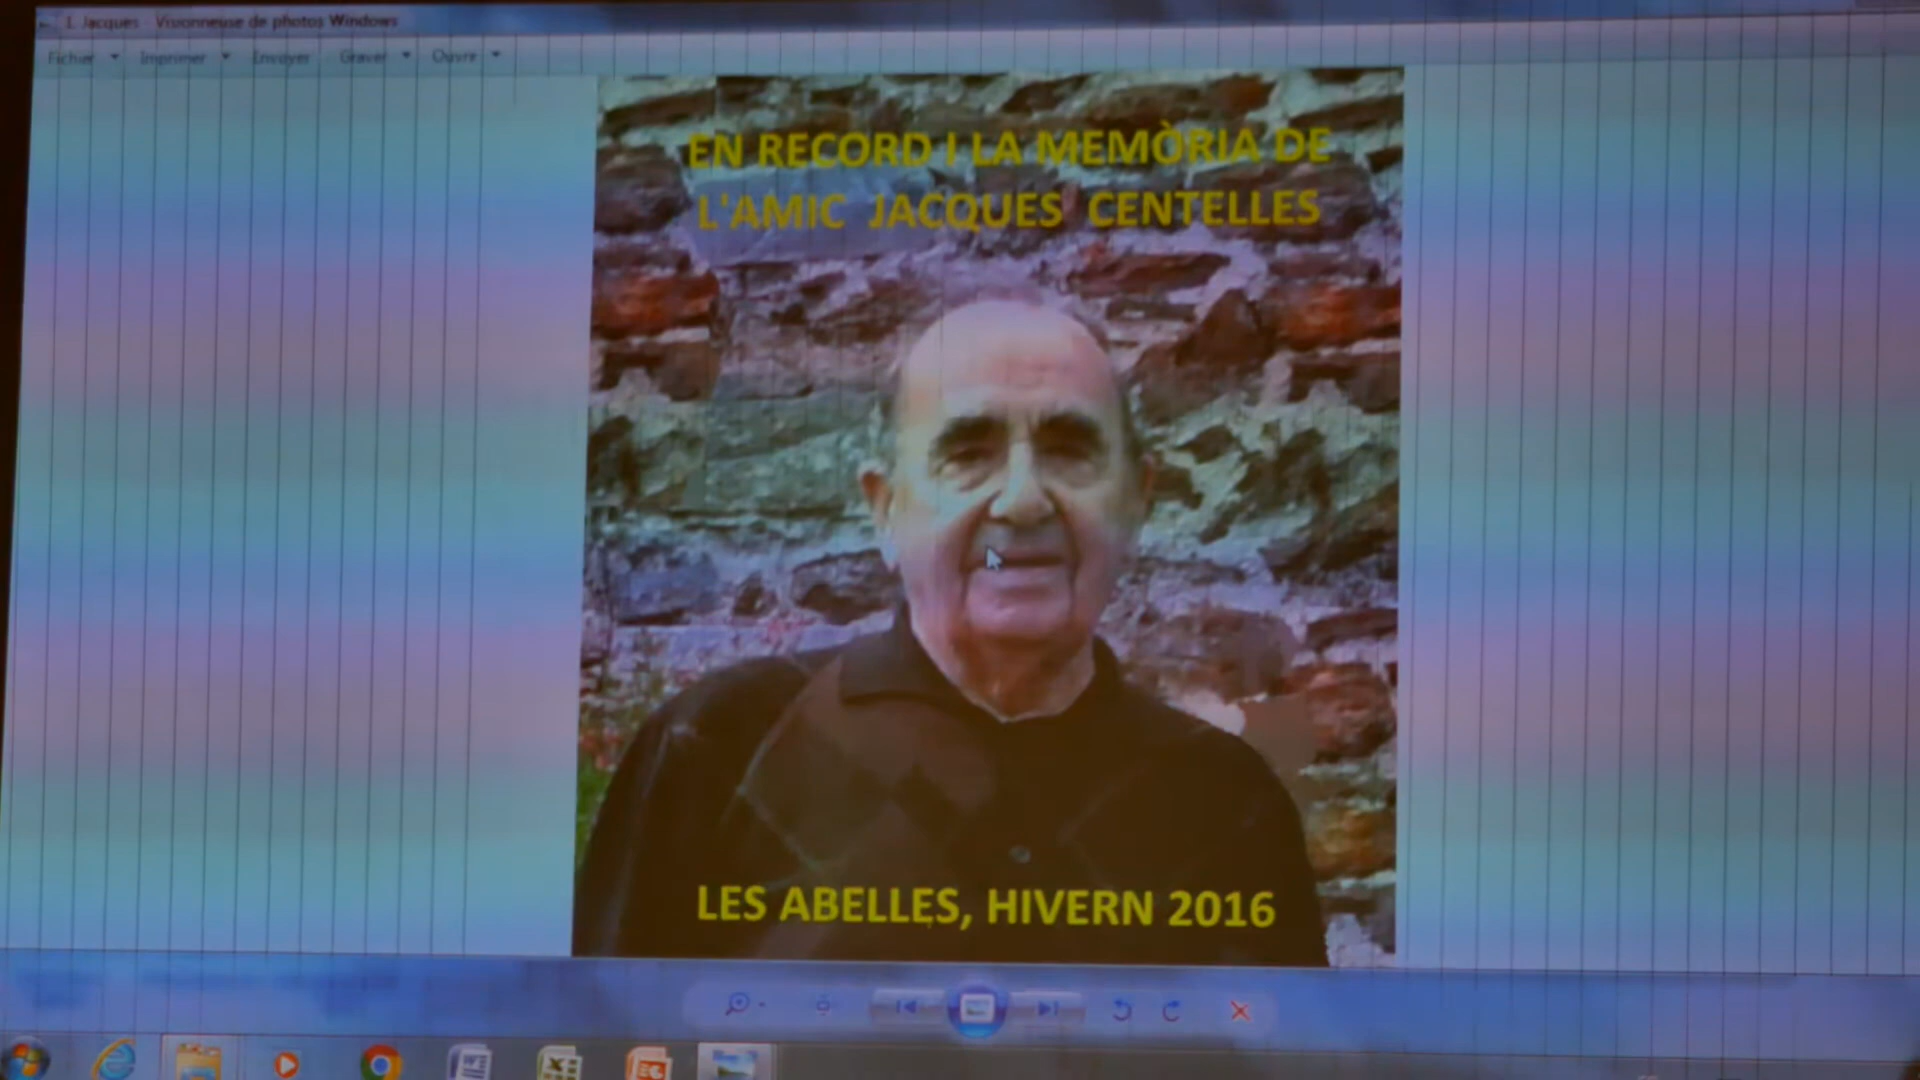 I. Jacques - Visionneuse de photos Windows
Fichier Imprimer Envoyer Graver Ouvrir
EN RECORD I LA MEMÒRIA DE
L'AMIC JACQUES CENTELLES
LES ABELLES, HIVERN 2016